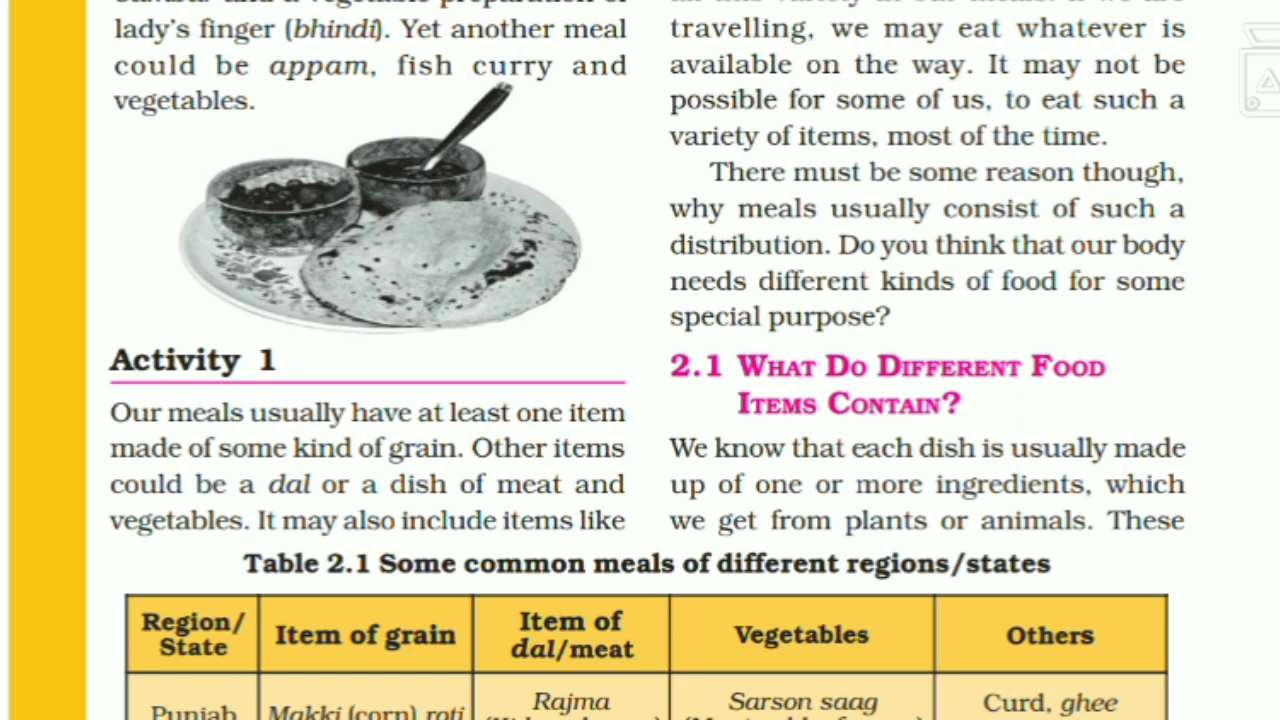 lady's finger (bhindi). Yet another meal
could be appam, fish curry and
vegetables.
Activity 1
Our meals usually have at least one item
made of some kind of grain. Other items
could be a dal or a dish of meat and
vegetables. It may also include items like
travelling, we may eat whatever is
available on the way. It may not be
possible for some of us, to eat such a
variety of items, most of the time.
There must be some reason though,
why meals usually consist of such a
distribution. Do you think that our body
needs different kinds of food for some
special purpose?
2.1 What Do Different Food
Items Contain?
We know that each dish is usually made
up of one or more ingredients, which
we get from plants or animals. These
Table 2.1 Some common meals of different regions/states
Region/
State
Item of grain
Item of
dal/meat
Vegetables
Others
Punjab
Makki (corn) roti
Rajma
Sarson saag
Curd, ghee